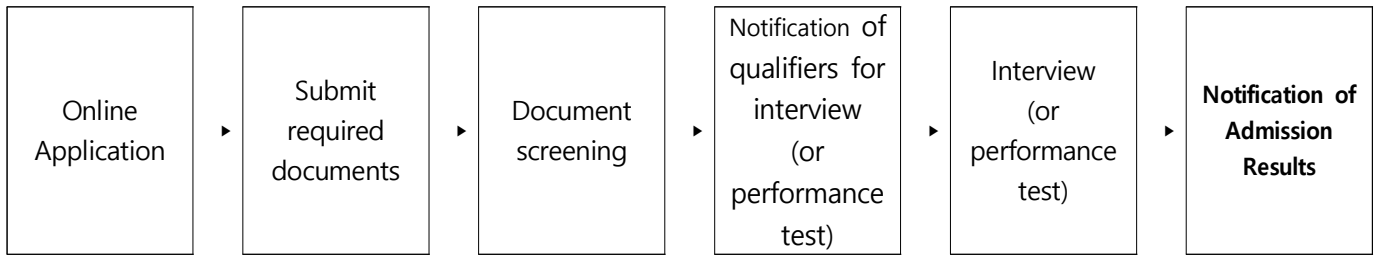 Online
Application
▶
Submit
required
documents
▶
Document
screening
▶
Notification of
qualifiers for
interview
(or
performance
test)
▶
Interview
(or
performance
test)
▶
Notification of
Admission
Results